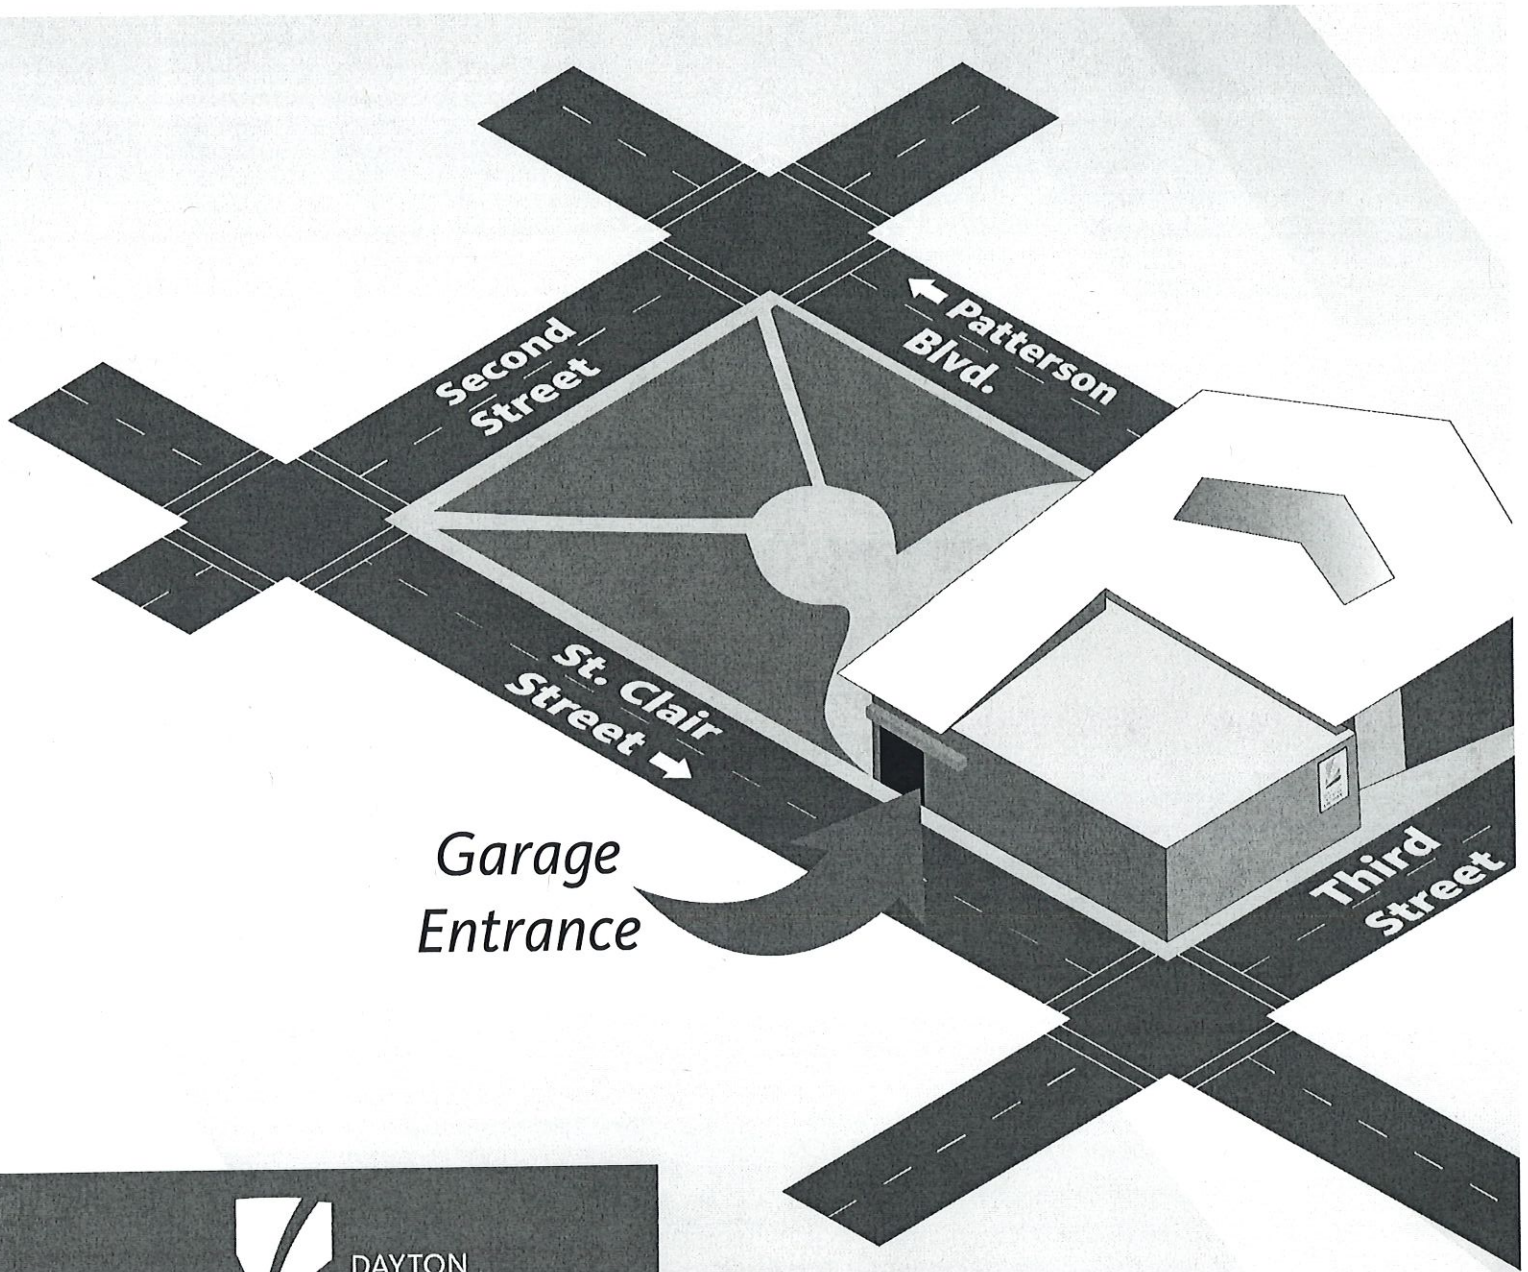 Second
Street
← Patterson
Blvd.
St. Clair
Street →
Garage
Entrance
Third
Street
DAYTON